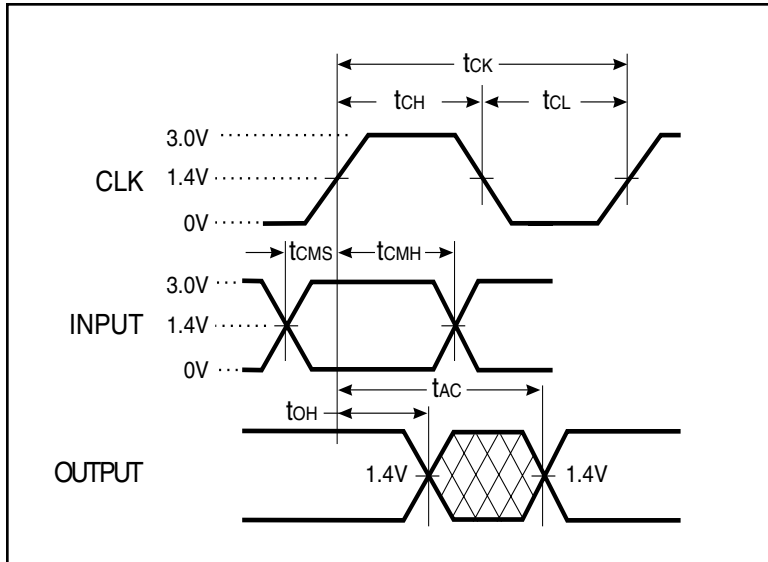 tCK
tCH tCL
3.0V
CLK 1.4V
0V
tCMS tCMH
3.0V
INPUT 1.4V
0V
tAC
tOH
OUTPUT 1.4V 1.4V